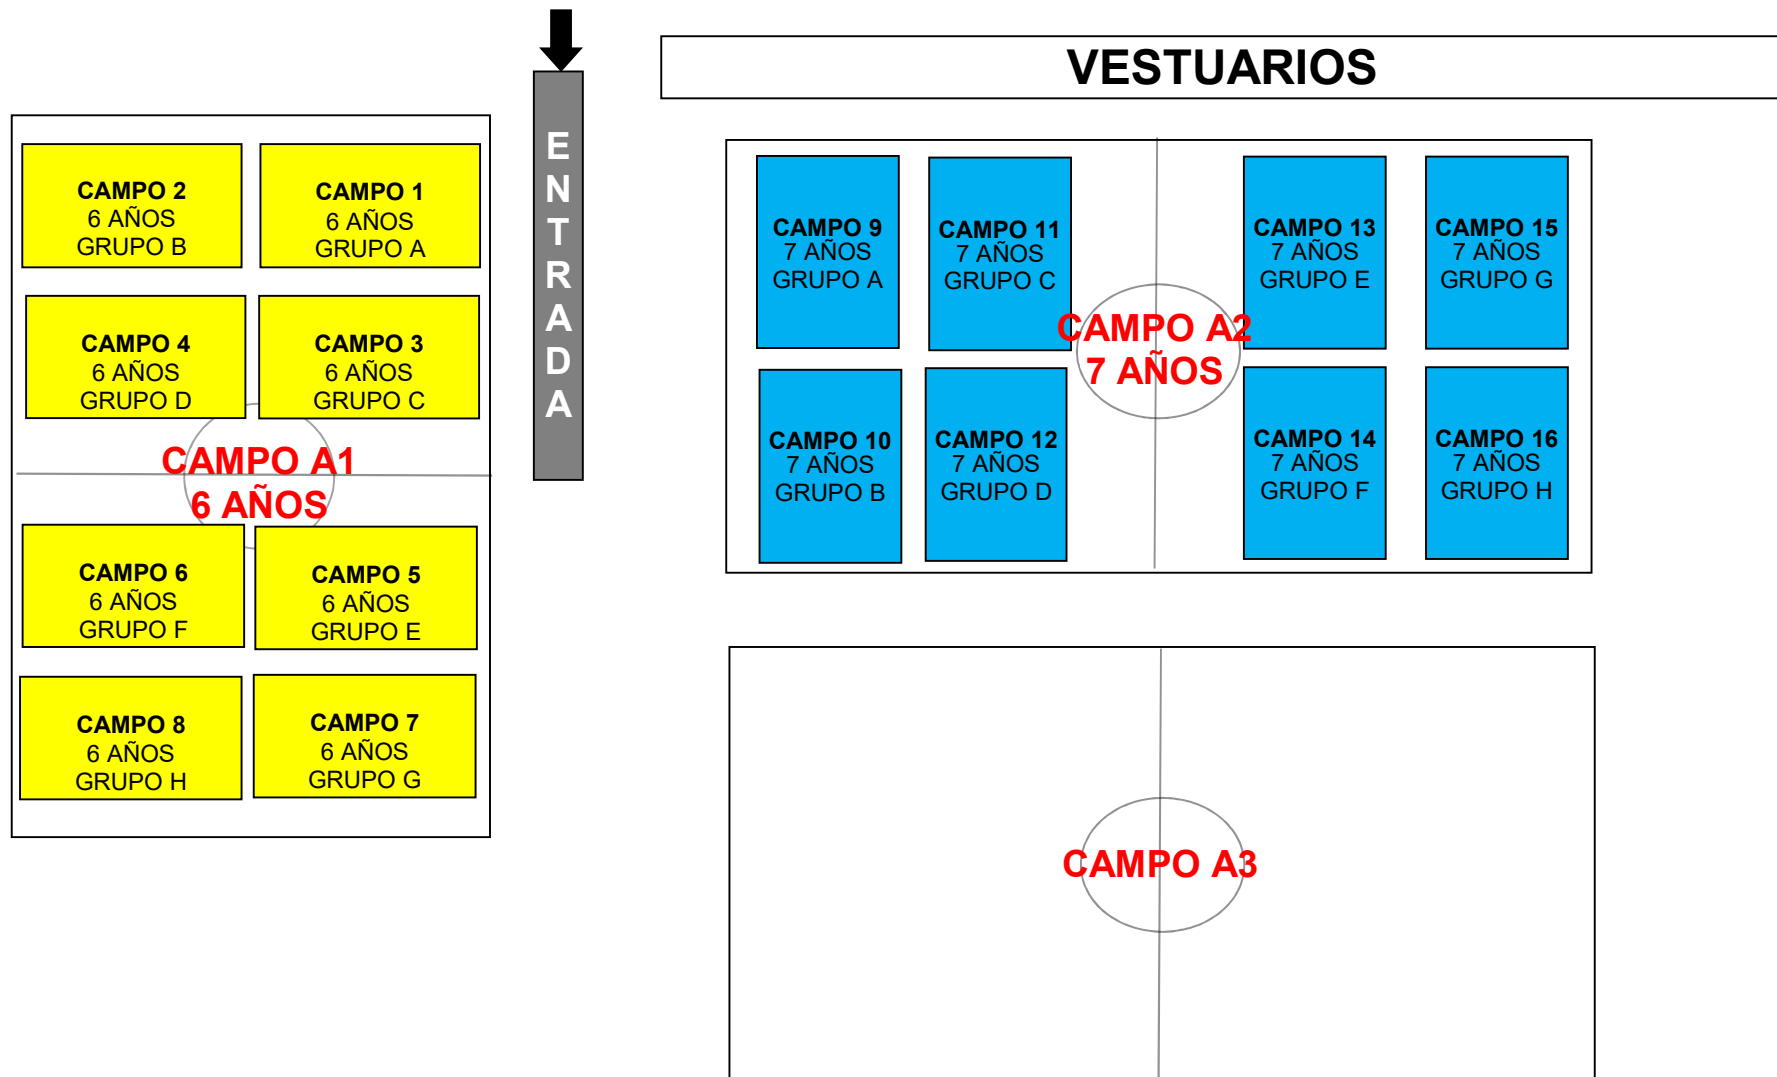 VESTUARIOS
ENTRADA
CAMPO 2
6 AÑOS
GRUPO B
CAMPO 1
6 AÑOS
GRUPO A
CAMPO 4
6 AÑOS
GRUPO D
CAMPO 3
6 AÑOS
GRUPO C
CAMPO A1
6 AÑOS
CAMPO 6
6 AÑOS
GRUPO F
CAMPO 5
6 AÑOS
GRUPO E
CAMPO 8
6 AÑOS
GRUPO H
CAMPO 7
6 AÑOS
GRUPO G
CAMPO 9
7 AÑOS
GRUPO A
CAMPO 11
7 AÑOS
GRUPO C
CAMPO 13
7 AÑOS
GRUPO E
CAMPO 15
7 AÑOS
GRUPO G
CAMPO A2
7 AÑOS
CAMPO 10
7 AÑOS
GRUPO B
CAMPO 12
7 AÑOS
GRUPO D
CAMPO 14
7 AÑOS
GRUPO F
CAMPO 16
7 AÑOS
GRUPO H
CAMPO A3